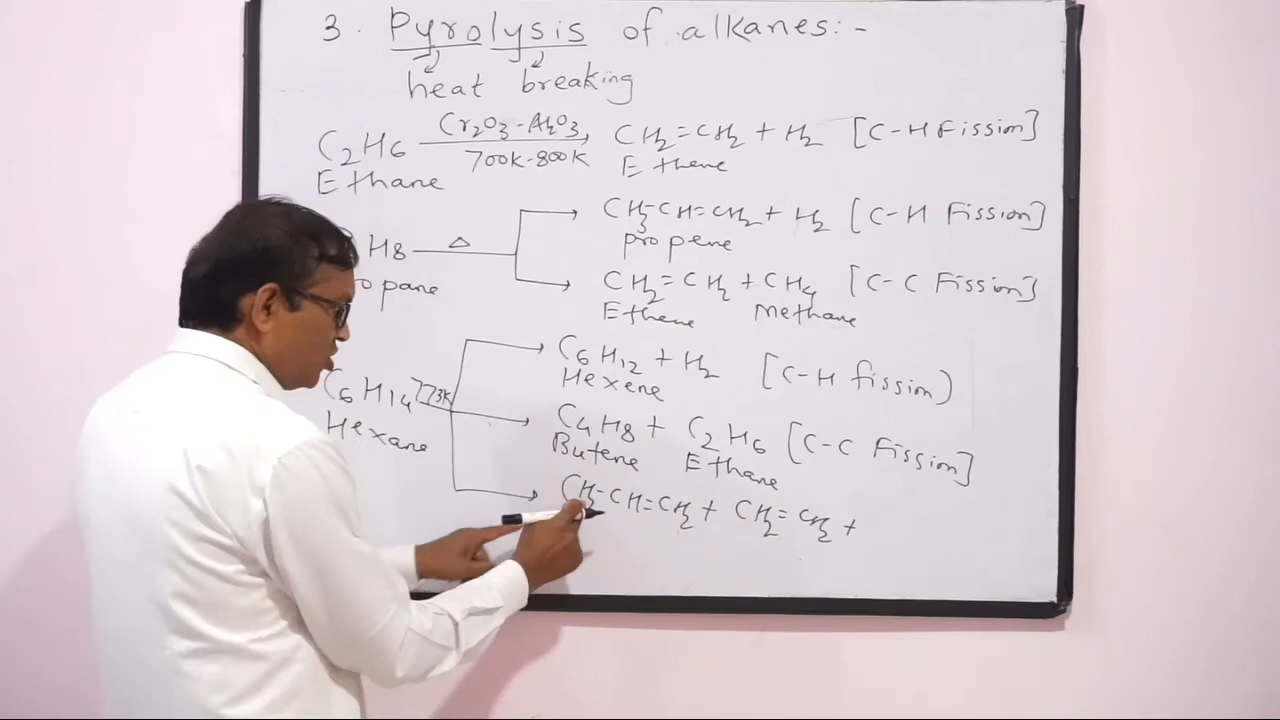 3. Pyrolysis of alkanes:-
heat breaking
C2H6 Cr2O3-Al2O3 700K-800K CH2=CH2 + H2 [C-H Fission]
Ethane Ethene
H8 △ CH3-CH=CH2 + H2 [C-H Fission]
propene
opane CH2=CH2 + CH4 [C-C Fission]
Ethene Methane
C6H14 773K C6H12 + H2 [C-H fission)
Hexane Hexene
C4H8 + C2H6 [C-C Fission]
Butene Ethane
CH3-CH=CH2 + CH2=CH2 +